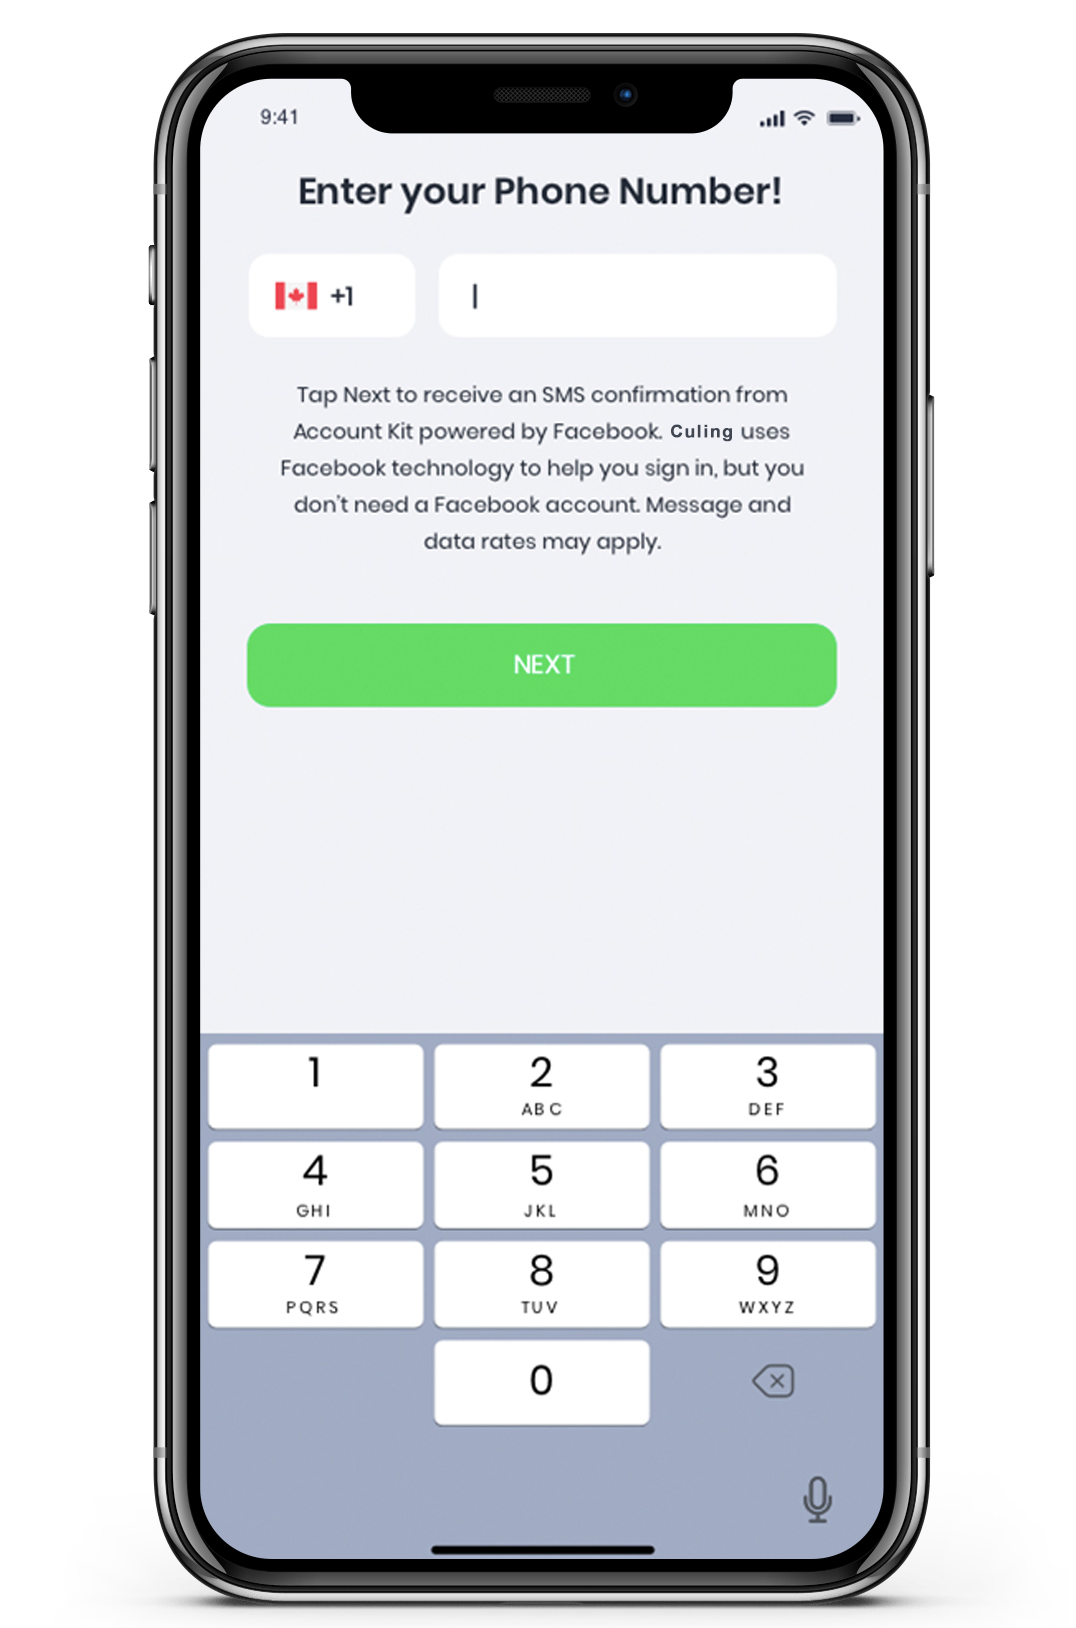 9:41
Enter your Phone Number!
+1
Tap Next to receive an SMS confirmation from
Account Kit powered by Facebook. Culing uses
Facebook technology to help you sign in, but you
don't need a Facebook account. Message and
data rates may apply.
NEXT
1 2 3
ABC DEF
4 5 6
GHI JKL MNO
7 8 9
PQRS TUV WXYZ
0